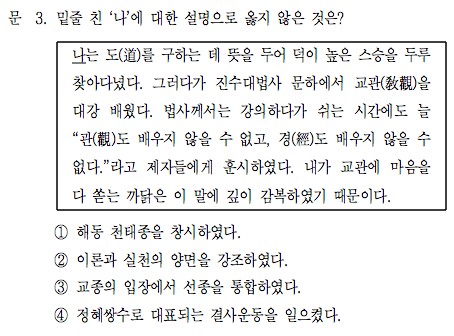 문 3. 밑줄 친 ‘나’에 대한 설명으로 옳지 않은 것은?
나는 도(道)를 구하는 데 뜻을 두어 덕이 높은 스승을 두루
찾아다녔다. 그러다가 진수대법사 문하에서 교관(敎觀)을
대강 배웠다. 법사께서는 강의하다가 쉬는 시간에도 늘
“관(觀)도 배우지 않을 수 없고, 경(經)도 배우지 않을 수
없다.”라고 제자들에게 훈시하였다. 내가 교관에 마음을
다 쏟는 까닭은 이 말에 깊이 감복하였기 때문이다.
① 해동 천태종을 창시하였다.
② 이론과 실천의 양면을 강조하였다.
③ 교종의 입장에서 선종을 통합하였다.
④ 정혜쌍수로 대표되는 결사운동을 일으켰다.